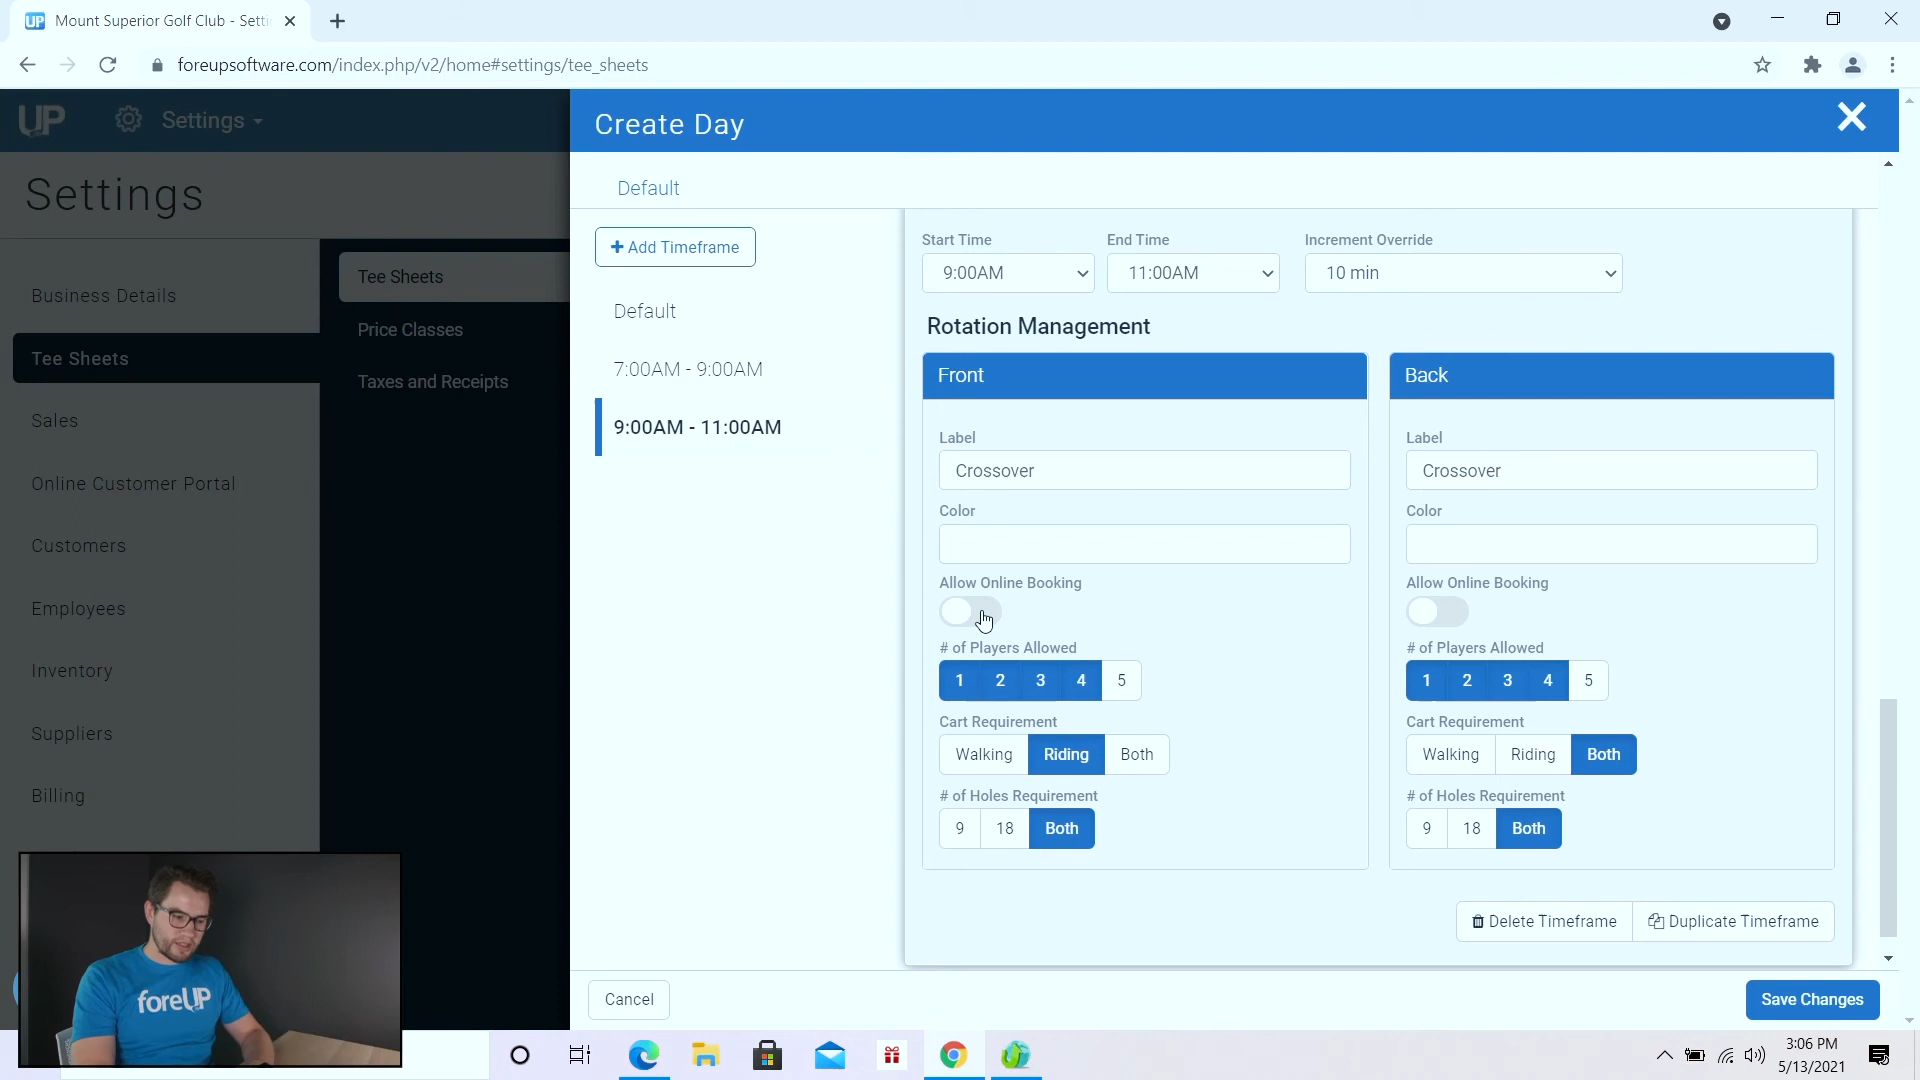 UP Mount Superior Golf Club - Setti
foreupsoftware.com/index.php/v2/home#settings/tee_sheets
UP Settings
Create Day
Settings
Default
Business Details
Tee Sheets
Sales
Online Customer Portal
Customers
Employees
Inventory
Suppliers
Billing
Tee Sheets
Price Classes
Taxes and Receipts
+ Add Timeframe
Default
7:00AM - 9:00AM
9:00AM - 11:00AM
Start Time End Time Increment Override
9:00AM 11:00AM 10 min
Rotation Management
Front
Label
Crossover
Color
Allow Online Booking
# of Players Allowed
1 2 3 4 5
Cart Requirement
Walking Riding Both
# of Holes Requirement
9 18 Both
Back
Label
Crossover
Color
Allow Online Booking
# of Players Allowed
1 2 3 4 5
Cart Requirement
Walking Riding Both
# of Holes Requirement
9 18 Both
Delete Timeframe Duplicate Timeframe
Cancel Save Changes
foreUP
3:06 PM
5/13/2021